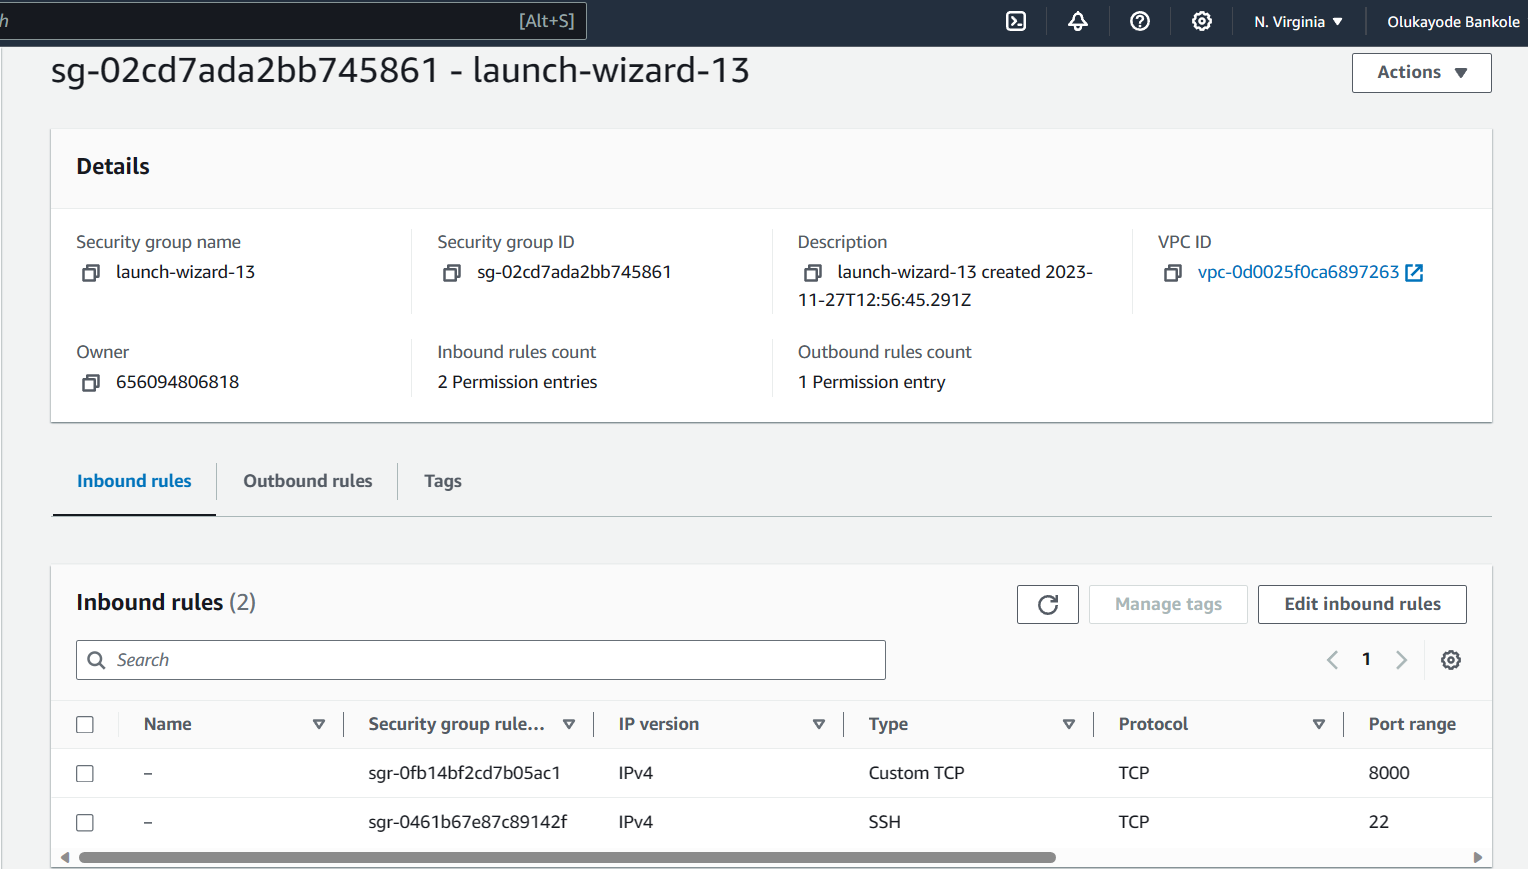 h [Alt+S] N. Virginia Olukayode Bankole
sg-02cd7ada2bb745861 - launch-wizard-13 Actions
Details
Security group name Security group ID Description VPC ID
launch-wizard-13 sg-02cd7ada2bb745861 launch-wizard-13 created 2023- vpc-0d0025f0ca6897263
11-27T12:56:45.291Z
Owner Inbound rules count Outbound rules count
656094806818 2 Permission entries 1 Permission entry
Inbound rules Outbound rules Tags
Inbound rules (2) Manage tags Edit inbound rules
Search 1
Name Security group rule... IP version Type Protocol Port range
– sgr-0fb14bf2cd7b05ac1 IPv4 Custom TCP TCP 8000
– sgr-0461b67e87c89142f IPv4 SSH TCP 22